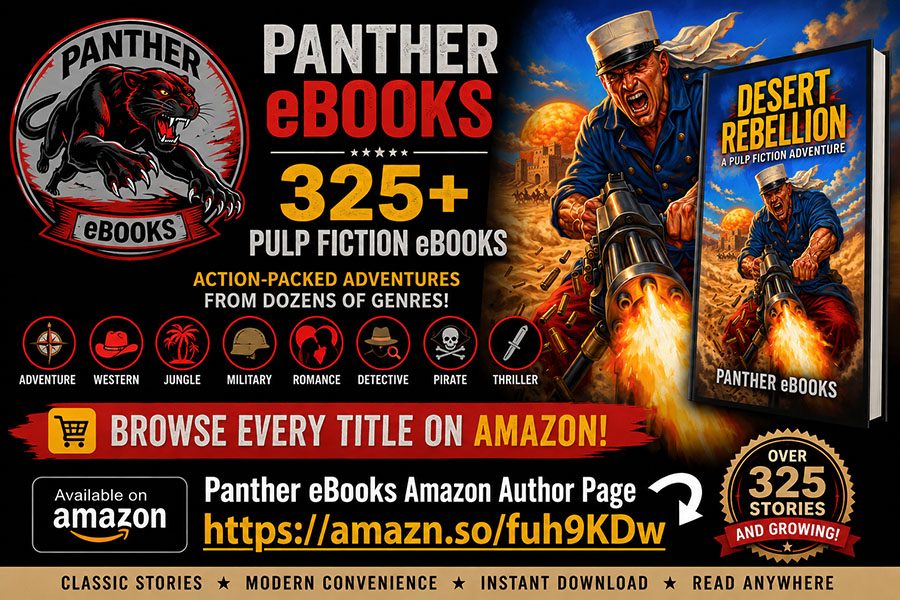 PANTHER
eBOOKS
PANTHER
eBOOKS
325+
PULP FICTION eBOOKS
ACTION-PACKED ADVENTURES
FROM DOZENS OF GENRES!
ADVENTURE
WESTERN
JUNGLE
MILITARY
ROMANCE
DETECTIVE
PIRATE
THRILLER
DESERT
REBELLION
A PULP FICTION ADVENTURE
PANTHER eBOOKS
BROWSE EVERY TITLE ON AMAZON!
Available on
amazon
Panther eBooks Amazon Author Page
https://amazn.so/fuh9KDw
OVER
325
STORIES
AND GROWING!
CLASSIC STORIES ★ MODERN CONVENIENCE ★ INSTANT DOWNLOAD ★ READ ANYWHERE